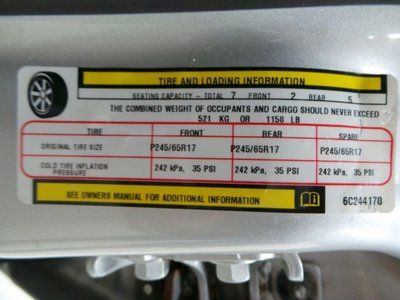 TIRE AND LOADING INFORMATION
SEATING CAPACITY - TOTAL 7 FRONT 2 REAR 5
THE COMBINED WEIGHT OF OCCUPANTS AND CARGO SHOULD NEVER EXCEED
521 KG OR 1150 LB
TIRE FRONT REAR SPARE
ORIGINAL TIRE SIZE P245/65R17 P245/65R17 P245/65R17
COLD TIRE INFLATION PRESSURE 242 kPa, 35 PSI 242 kPa, 35 PSI 242 kPa, 35 PSI
SEE OWNERS MANUAL FOR ADDITIONAL INFORMATION
6C244170